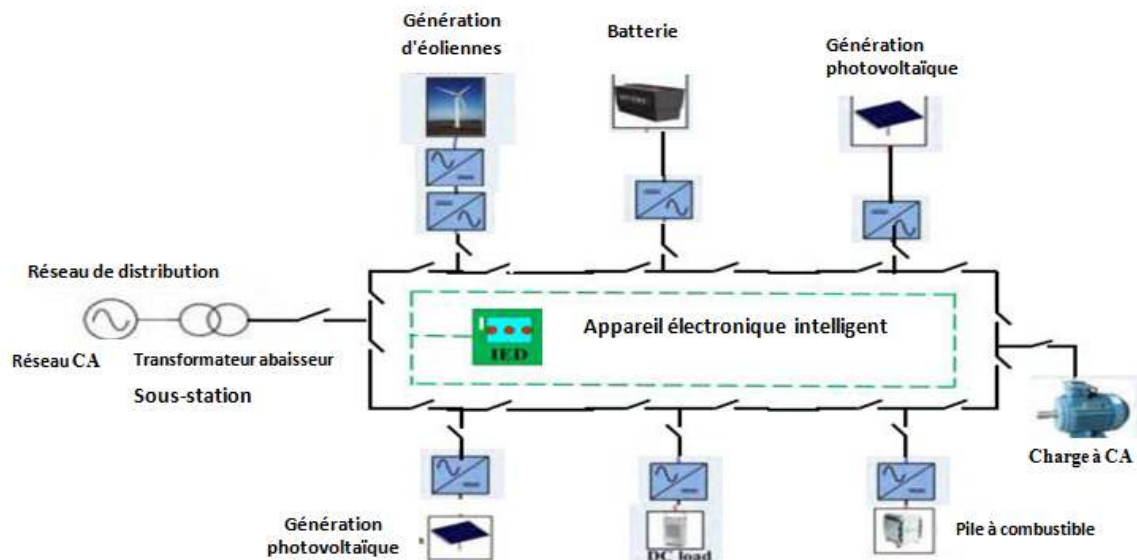 Génération
d'éoliennes
Batterie
Génération
photovoltaïque
Réseau de distribution
Réseau CA
Transformateur abaisseur
Sous-station
IED
Appareil électronique intelligent
Charge à CA
Génération
photovoltaïque
DC load
Pile à combustible